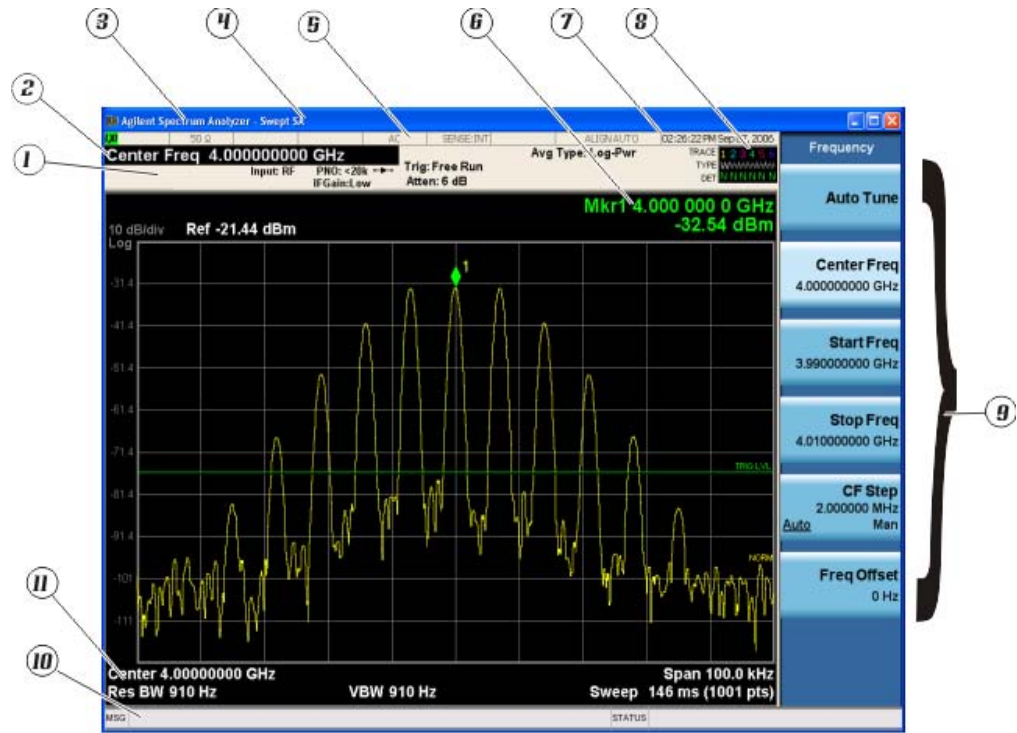 3 4 5 6 7 8
2
1
Agilent Spectrum Analyzer - Swept SA
50 Ω AC SENSE:INT ALIGN AUTO 02:26:22 PM Sep 07, 2006
Center Freq 4.000000000 GHz
Input: RF PNO: <20k Trig: Free Run Avg Type: Log-Pwr TRACE 1 2 3 4 5 6
IFGain:Low Atten: 6 dB TYPE
DET N N N N N N
Mkr1 4.000 000 0 GHz
-32.54 dBm
10 dB/div Ref -21.44 dBm
Log
1
-31.4
-41.4
-51.4
-61.4
-71.4
TRIG LVL
-81.4
-91.4
NORM
-101
-111
Center 4.00000000 GHz Span 100.0 kHz
Res BW 910 Hz VBW 910 Hz Sweep 146 ms (1001 pts)
MSG STATUS
Frequency
Auto Tune
Center Freq
4.000000000 GHz
Start Freq
3.990000000 GHz
Stop Freq
4.010000000 GHz
CF Step
2.000000 MHz
Auto Man
Freq Offset
0 Hz
9
11
10